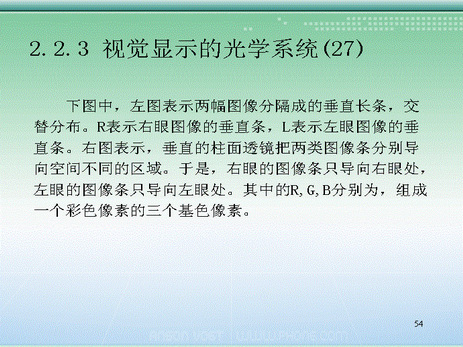 2.2.3 视觉显示的光学系统(27)
下图中，左图表示两幅图像分隔成的垂直长条，交
替分布。R表示右眼图像的垂直条，L表示左眼图像的垂
直条。右图表示，垂直的柱面透镜把两类图像条分别导
向空间不同的区域。于是，右眼的图像条只导向右眼处，
左眼的图像条只导向左眼处。其中的R,G,B分别为，组成
一个彩色像素的三个基色像素。
54